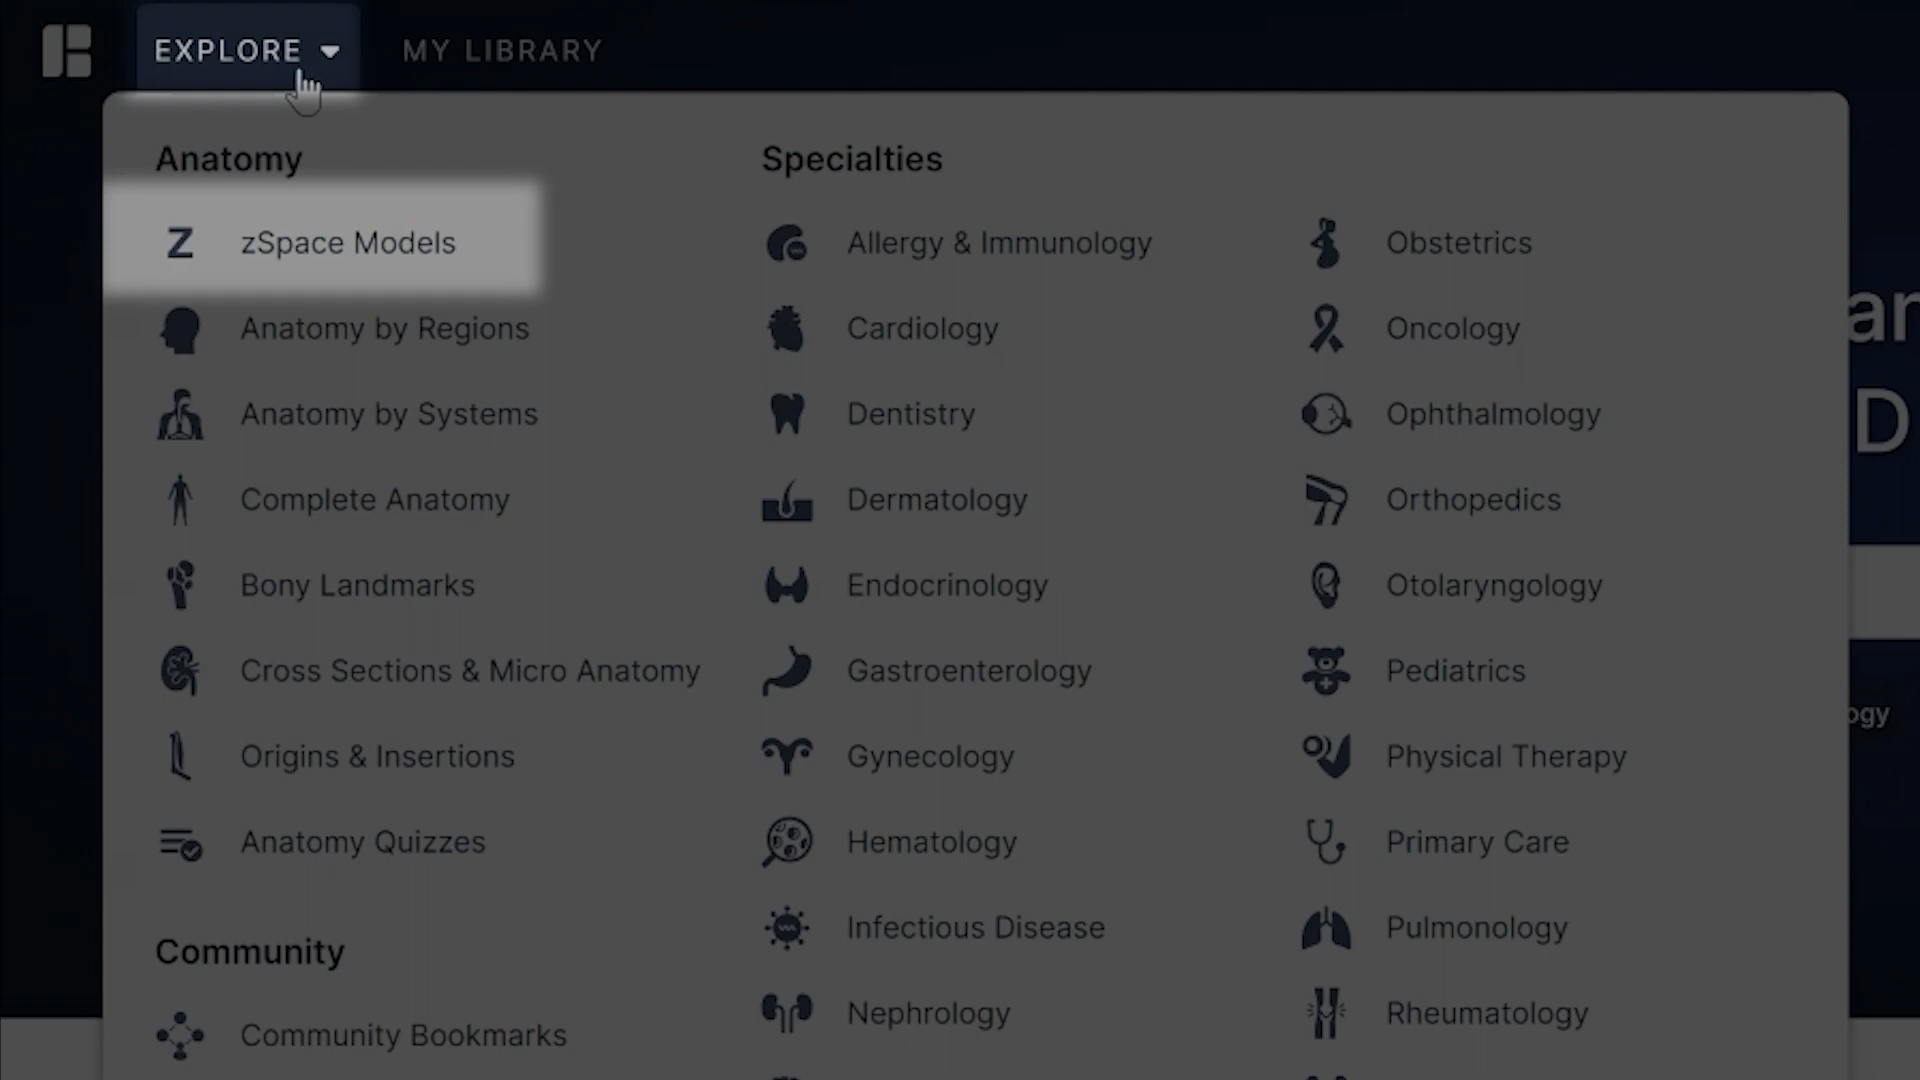 EXPLORE
MY LIBRARY
Anatomy
Z zSpace Models
Anatomy by Regions
Anatomy by Systems
Complete Anatomy
Bony Landmarks
Cross Sections & Micro Anatomy
Origins & Insertions
Anatomy Quizzes
Community
Community Bookmarks
Specialties
Allergy & Immunology
Cardiology
Dentistry
Dermatology
Endocrinology
Gastroenterology
Gynecology
Hematology
Infectious Disease
Nephrology
Obstetrics
Oncology
Ophthalmology
Orthopedics
Otolaryngology
Pediatrics
Physical Therapy
Primary Care
Pulmonology
Rheumatology
ar
D
ogy